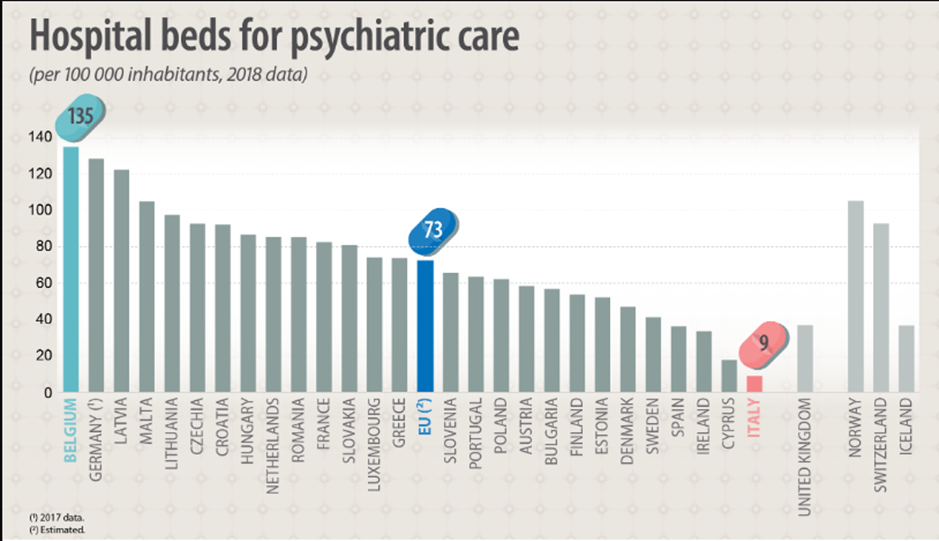 Hospital beds for psychiatric care
(per 100 000 inhabitants, 2018 data)
135
140
120
100
80
60
40
20
0
73
9
BELGIUM
GERMANY (¹)
LATVIA
MALTA
LITHUANIA
CZECHIA
CROATIA
HUNGARY
NETHERLANDS
ROMANIA
FRANCE
SLOVAKIA
LUXEMBOURG
GREECE
EU (²)
SLOVENIA
PORTUGAL
POLAND
AUSTRIA
BULGARIA
FINLAND
ESTONIA
DENMARK
SWEDEN
SPAIN
IRELAND
CYPRUS
ITALY
UNITED KINGDOM
NORWAY
SWITZERLAND
ICELAND
(¹) 2017 data.
(²) Estimated.